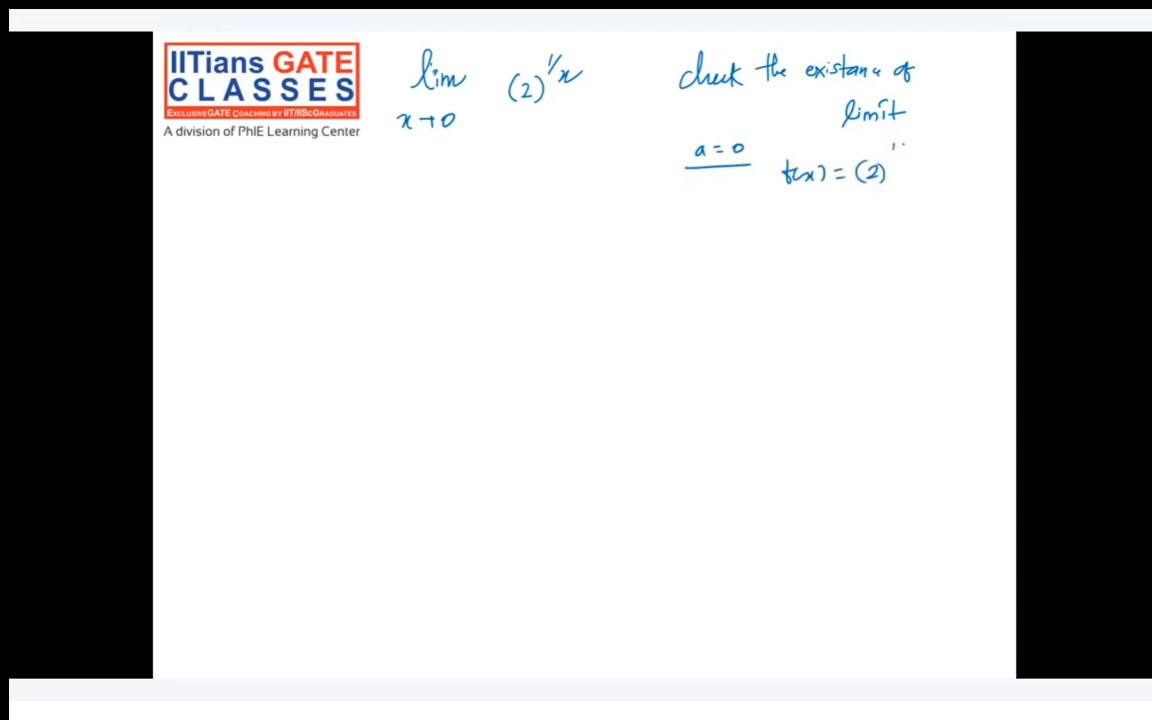 IITians GATE
CLASSES
EXCLUSIVE GATE COACHING BY IIT/IISC GRADUATES
A division of PhIE Learning Center
lim (2)^1/x
x→0
check the existance of
limit
a = 0
f(x) = (2)